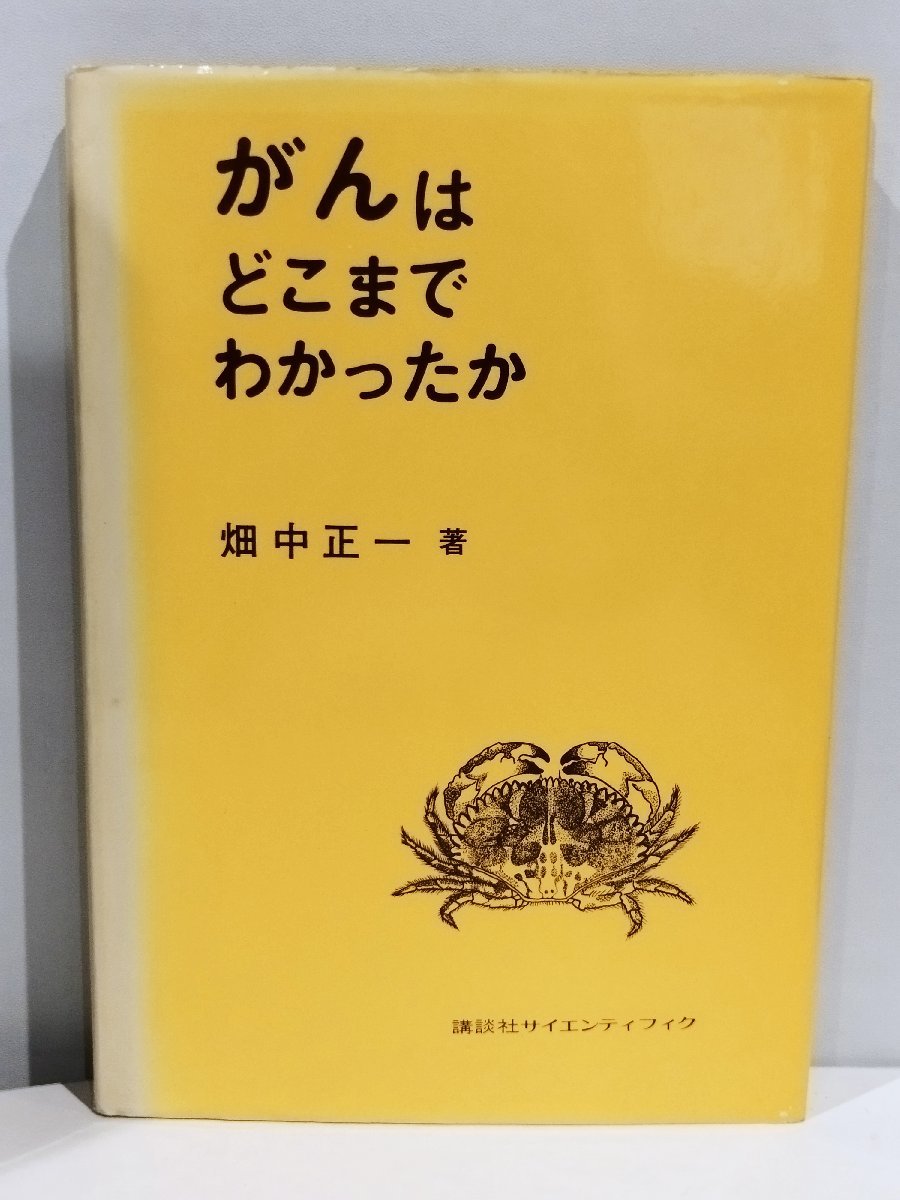 がんは
どこまで
わかったか
畑中正一 著
講談社サイエンティフィク